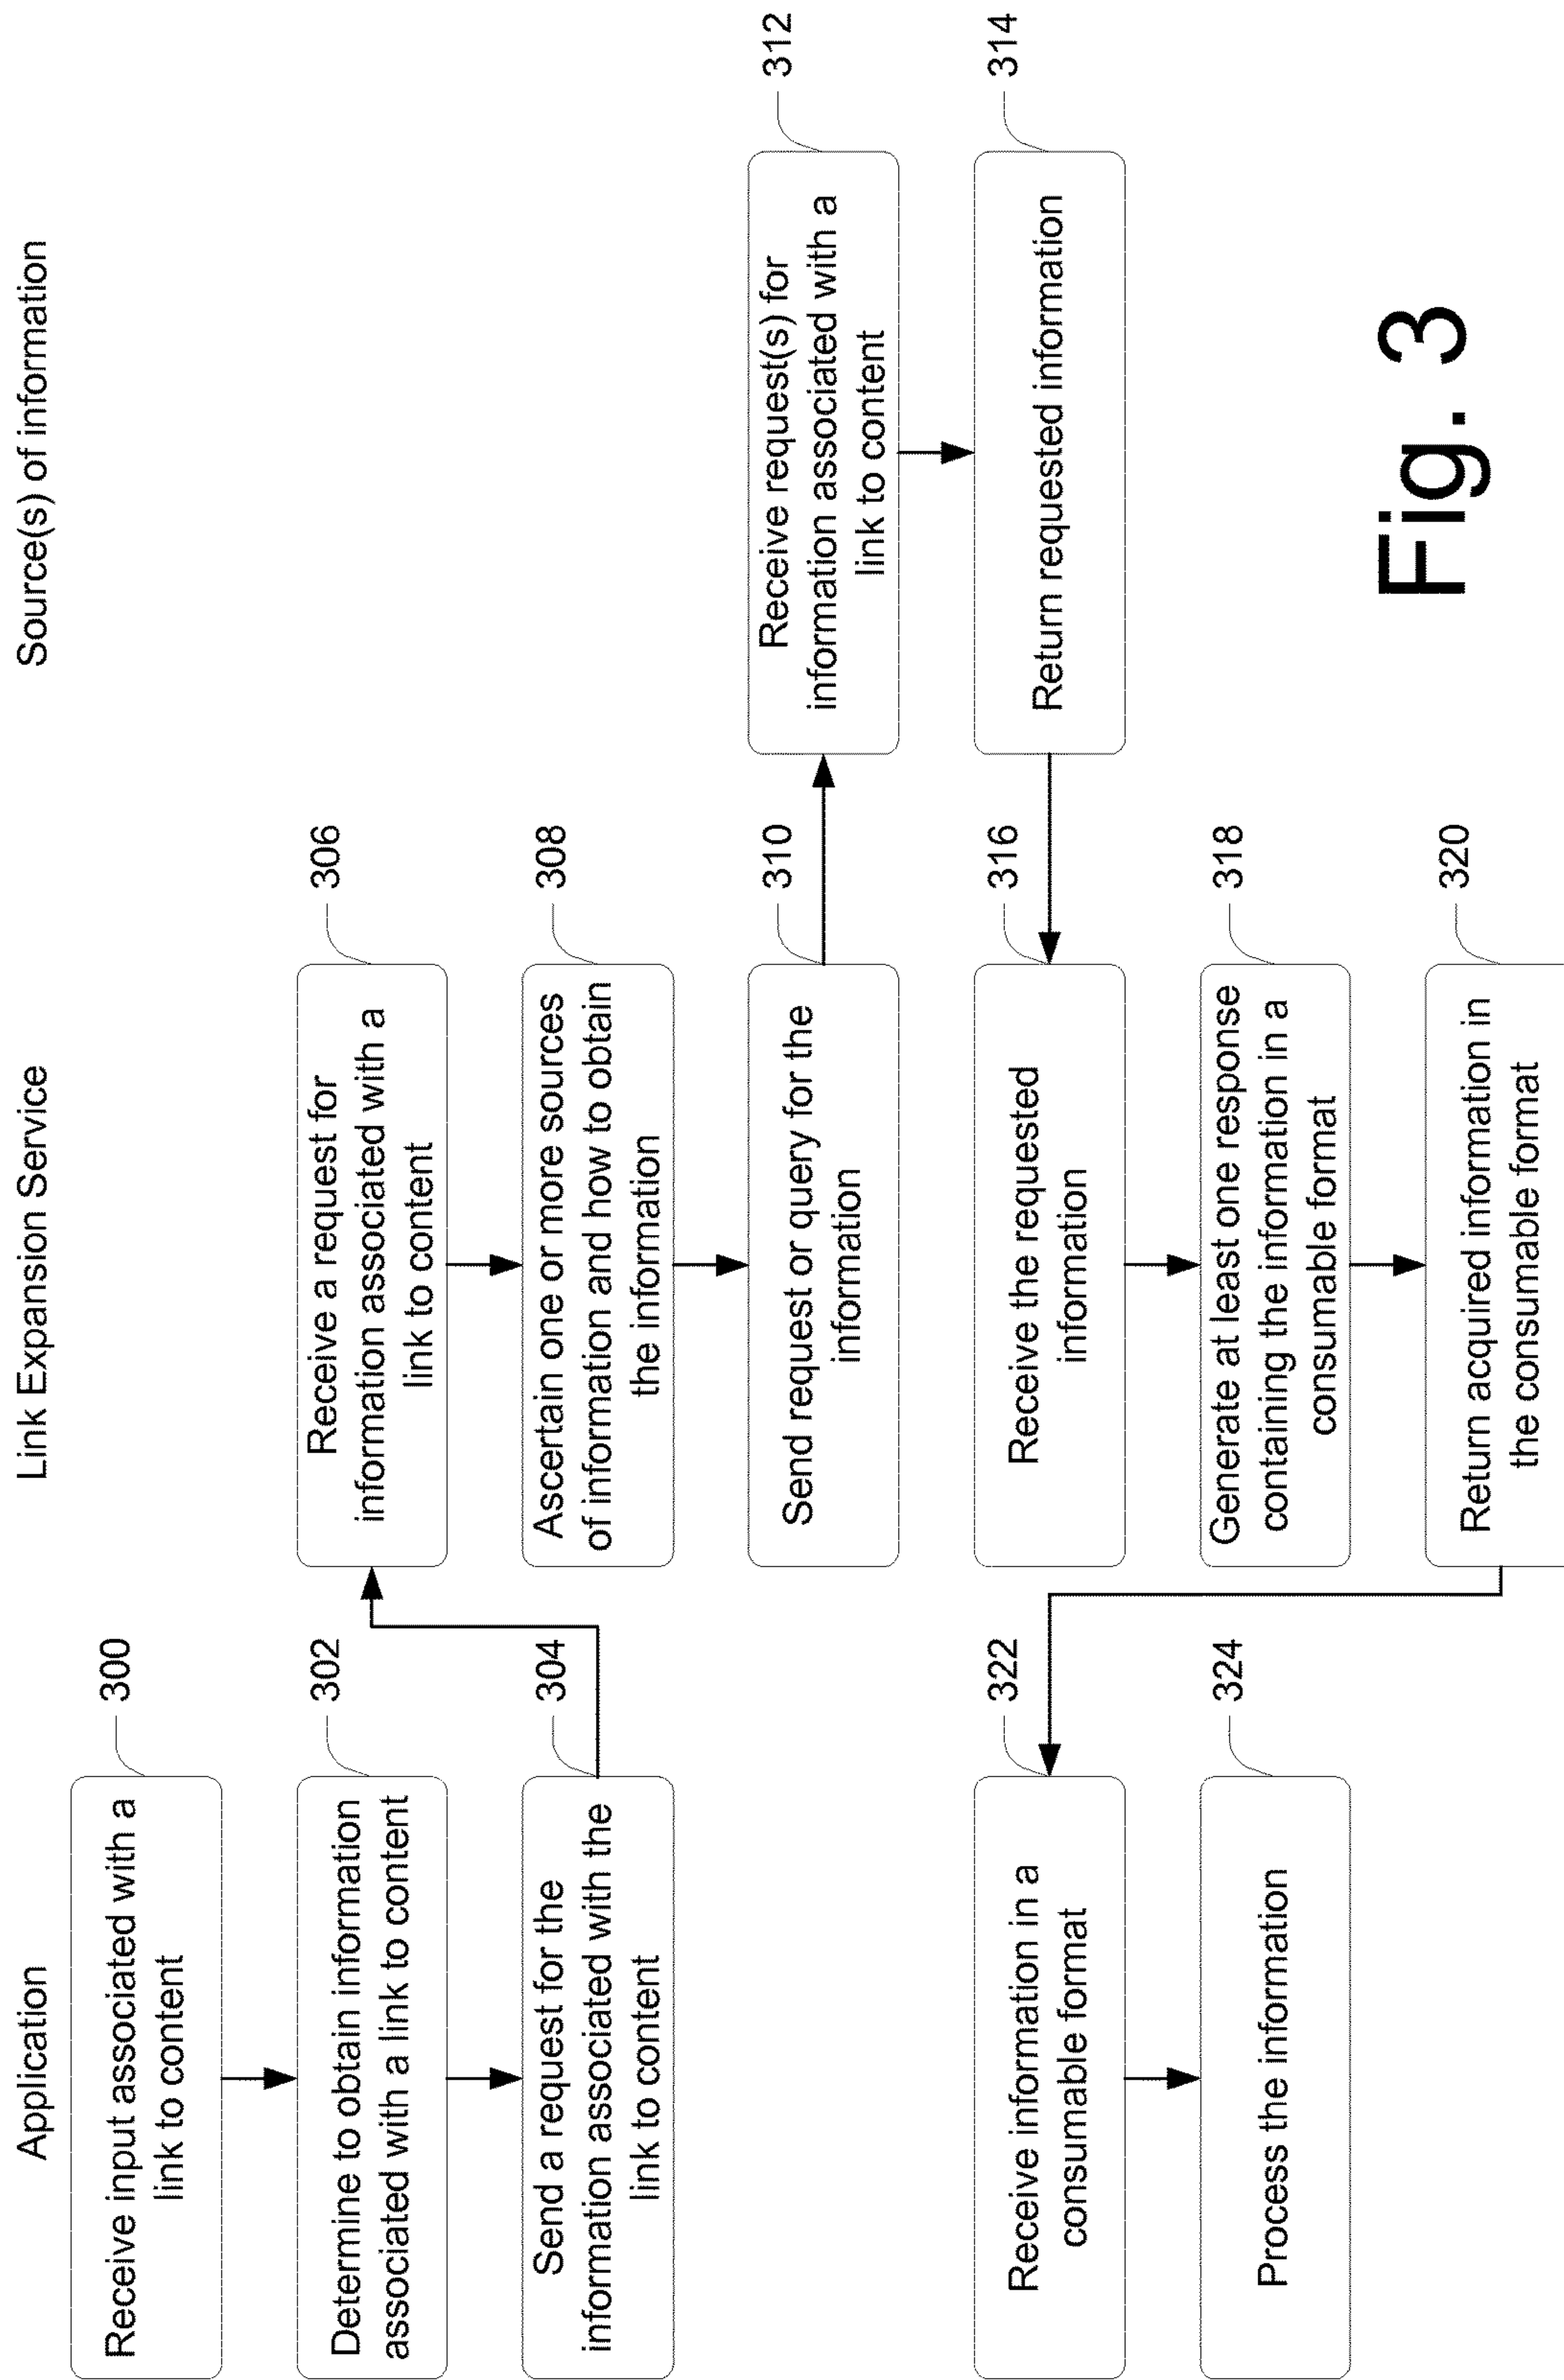 Application
Link Expansion Service
Source(s) of information
300
Receive input associated with a
link to content
302
Determine to obtain information
associated with a link to content
304
Send a request for the
information associated with the
link to content
306
Receive a request for
information associated with a
link to content
308
Ascertain one or more sources
of information and how to obtain
the information
310
Send request or query for the
information
312
Receive request(s) for
information associated with a
link to content
314
Return requested information
316
Receive the requested
information
318
Generate at least one response
containing the information in a
consumable format
320
Return acquired information in
the consumable format
322
Receive information in a
consumable format
324
Process the information
Fig. 3